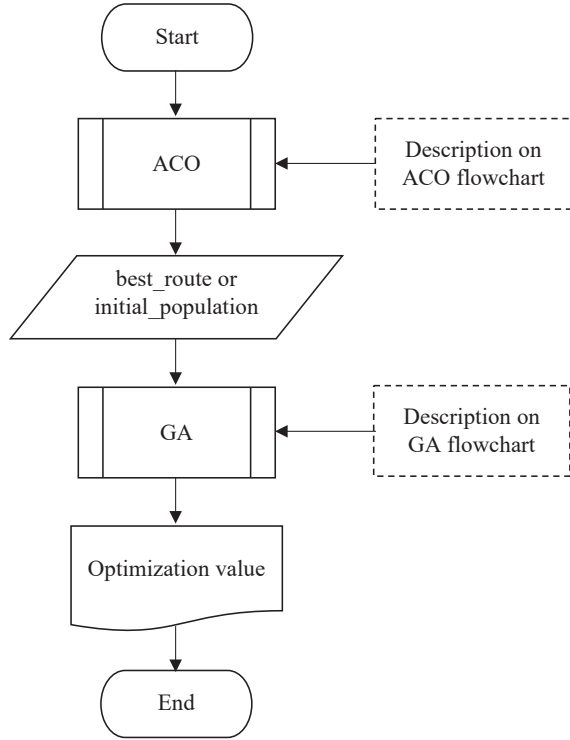 Start
ACO
Description on
ACO flowchart
best_route or
initial_population
GA
Description on
GA flowchart
Optimization value
End